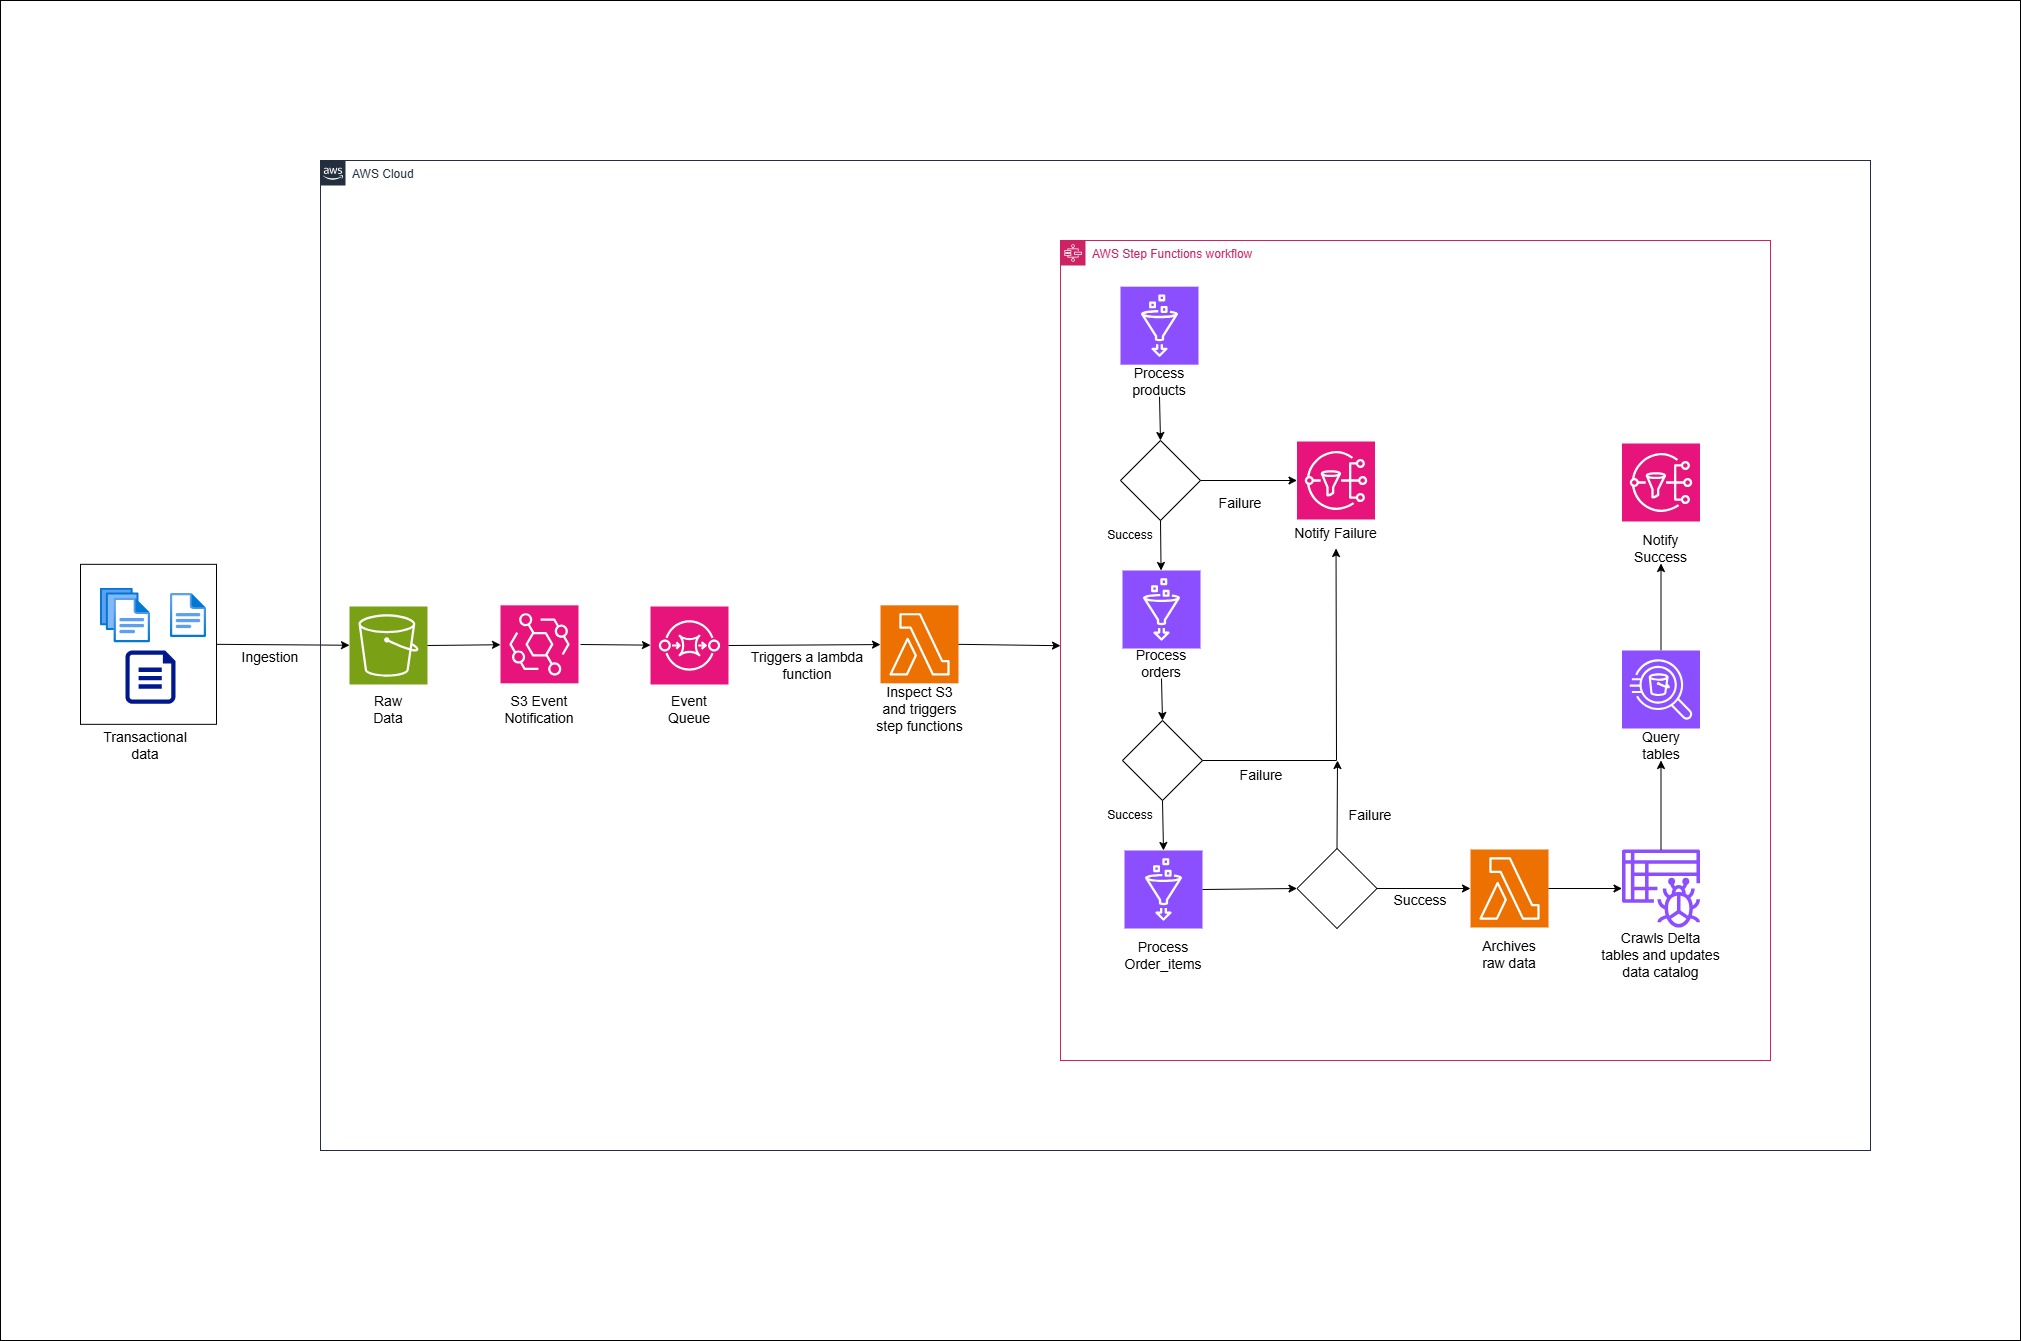 aws
AWS Cloud
AWS Step Functions workflow
Process
products
Failure
Notify Failure
Success
Notify
Success
Process
orders
Ingestion
Triggers a lambda
function
Raw
Data
S3 Event
Notification
Event
Queue
Inspect S3
and triggers
step functions
Transactional
data
Query
tables
Failure
Success
Failure
Process
Order_items
Success
Archives
raw data
Crawls Delta
tables and updates
data catalog